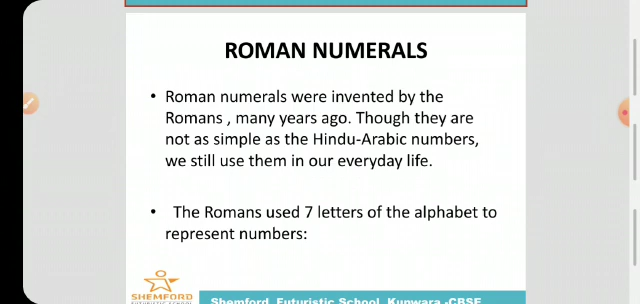 ROMAN NUMERALS
• Roman numerals were invented by the
Romans , many years ago. Though they are
not as simple as the Hindu-Arabic numbers,
we still use them in our everyday life.
• The Romans used 7 letters of the alphabet to
represent numbers:
SHEMFORD
FUTURISTIC SCHOOL
Shemford Futuristic School, Kunwara -CBSE